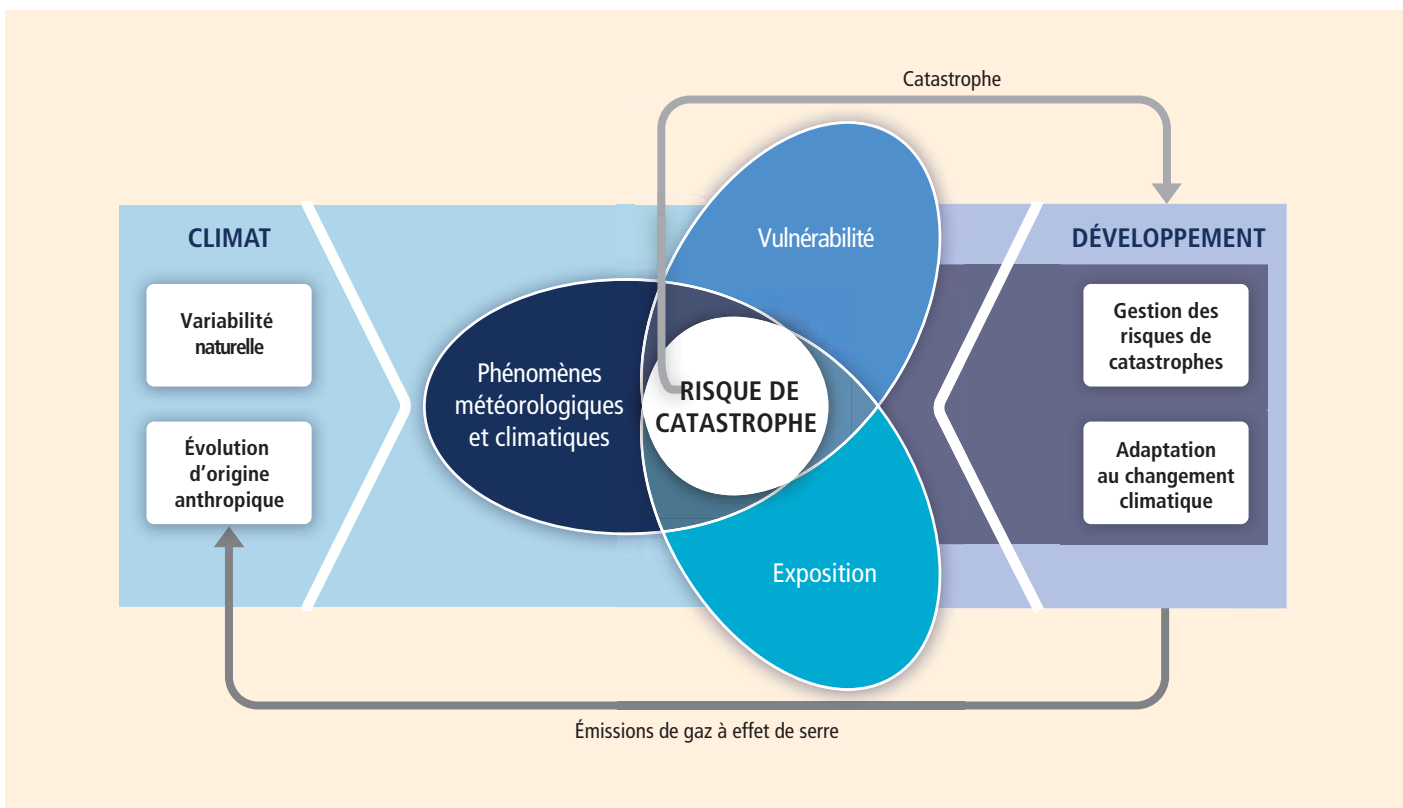 Catastrophe
CLIMAT
Variabilité
naturelle
Évolution
d'origine
anthropique
Phénomènes
météorologiques
et climatiques
Vulnérabilité
RISQUE DE
CATASTROPHE
Exposition
DÉVELOPPEMENT
Gestion des
risques de
catastrophes
Adaptation
au changement
climatique
Émissions de gaz à effet de serre